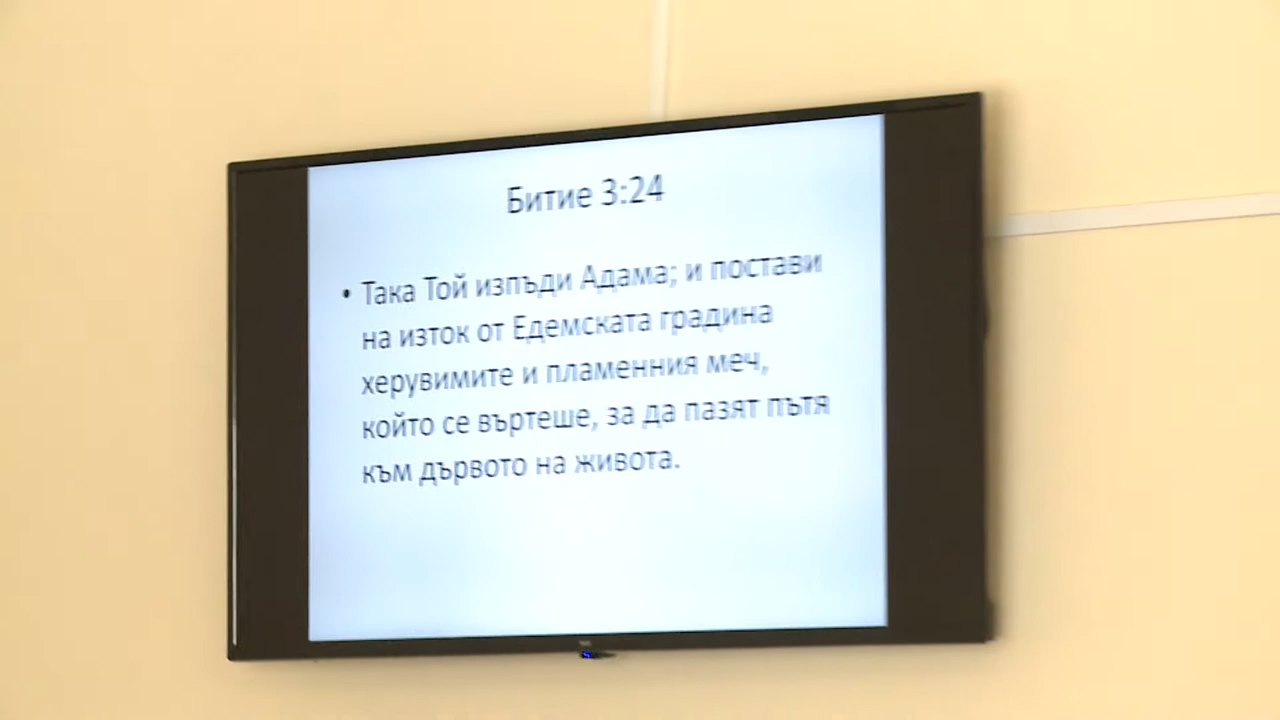 Битие 3:24
• Така Той изпъди Адама; и постави
на изток от Едемската градина
херувимите и пламенния меч,
който се въртеше, за да пазят пътя
към дървото на живота.